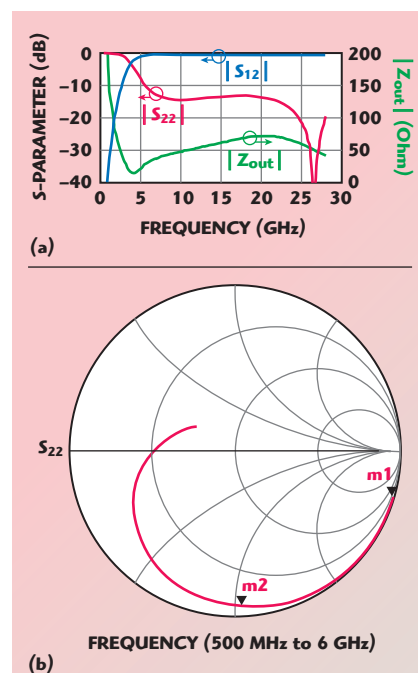 0
–10
–20
–30
–40
S-PARAMETER (dB)
|S12|
|S22|
|Zout|
200
150
100
50
0
|Zout| (Ohm)
0 5 10 15 20 25 30
FREQUENCY (GHz)
(a)
S22
m1
m2
FREQUENCY (500 MHz to 6 GHz)
(b)